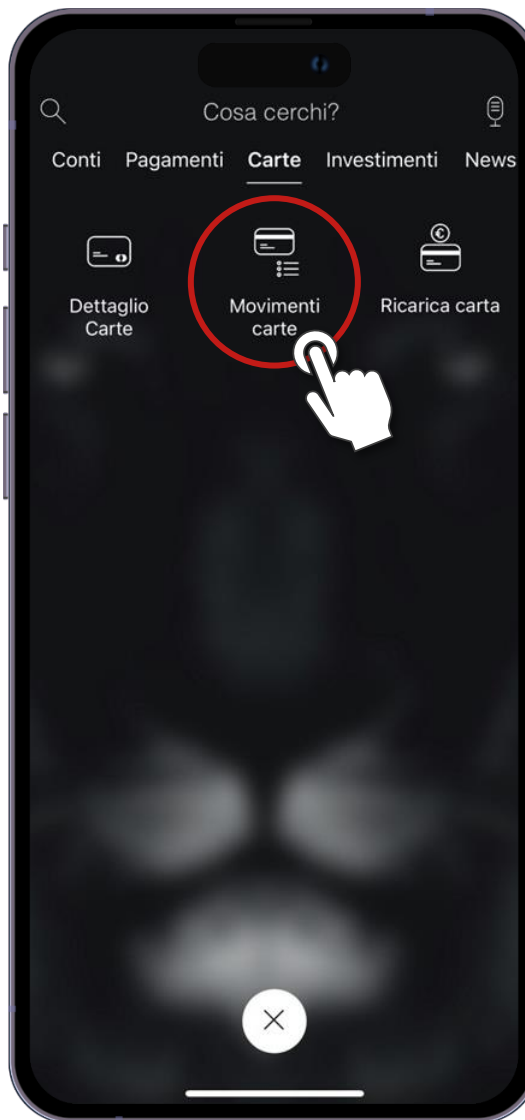 Cosa cerchi?
Conti Pagamenti Carte Investimenti News
Dettaglio
Carte
Movimenti
carte
Ricarica carta